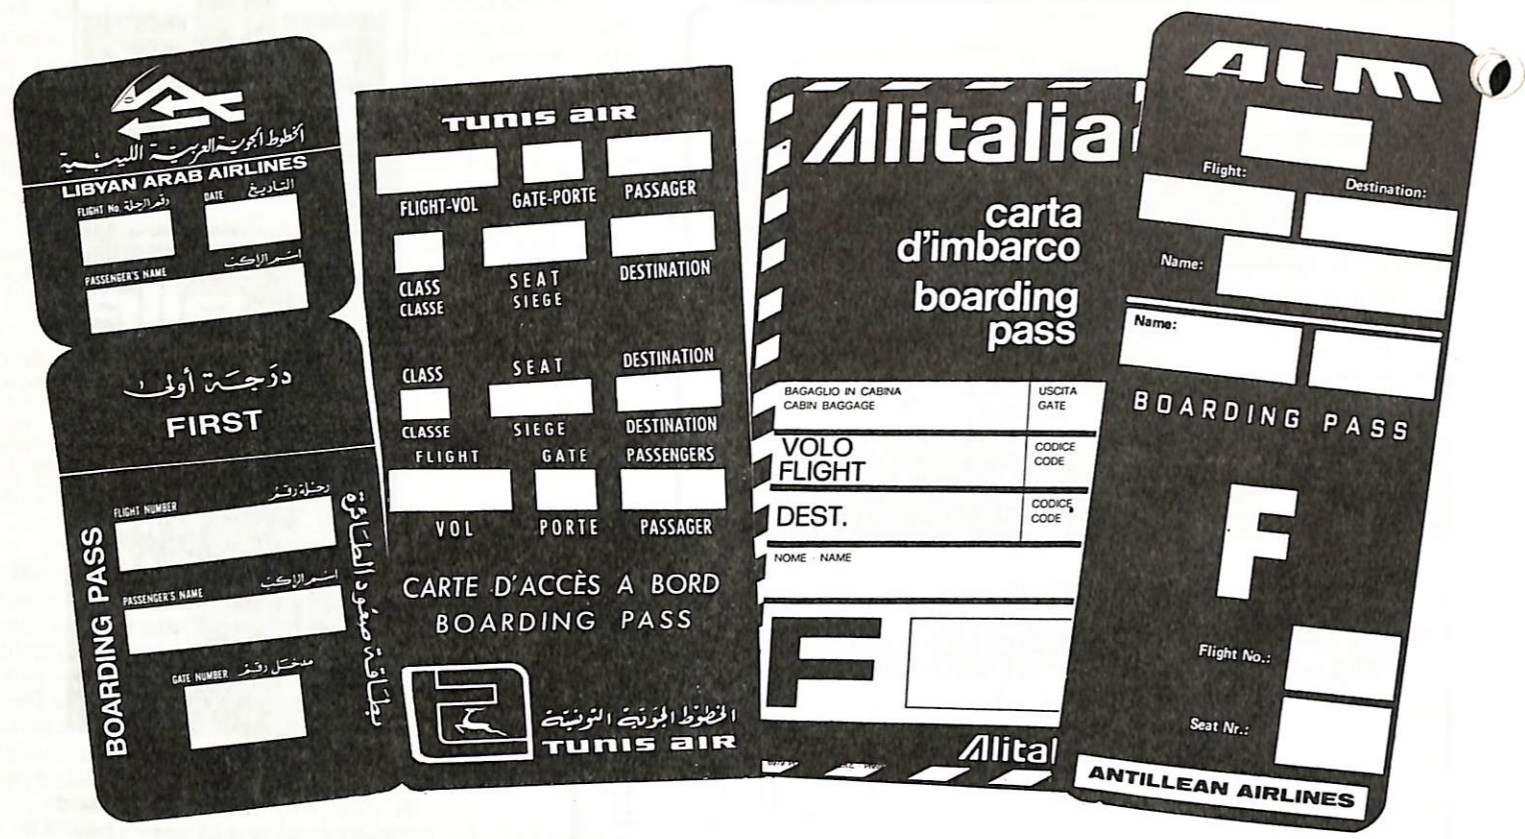 الخطوط الجوية العربية الليبية
LIBYAN ARAB AIRLINES
FLIGHT No. رقم الرحلة DATE التاريخ
PASSENGER'S NAME اسم الراكب
درجة أولى
FIRST
BOARDING PASS
FLIGHT NUMBER رحلة رقم
PASSENGER'S NAME اسم الراكب
GATE NUMBER مدخل رقم
بطاقة صعود الطائرة
TUNIS AIR
FLIGHT-VOL GATE-PORTE PASSAGER
CLASS SEAT DESTINATION
CLASSE SIEGE
CLASS SEAT DESTINATION
CLASSE SIEGE DESTINATION
FLIGHT GATE PASSENGERS
VOL PORTE PASSAGER
CARTE D'ACCÈS A BORD
BOARDING PASS
الخطوط الجوية التونسية
TUNIS AIR
Alitalia
carta
d'imbarco
boarding
pass
BAGAGLIO IN CABINA USCITA
CABIN BAGGAGE GATE
VOLO CODICE
FLIGHT CODE
DEST. CODICE
CODE
NOME - NAME
F
Alital
ALM
Flight: Destination:
Name:
Name:
BOARDING PASS
F
Flight No.:
Seat Nr.:
ANTILLEAN AIRLINES